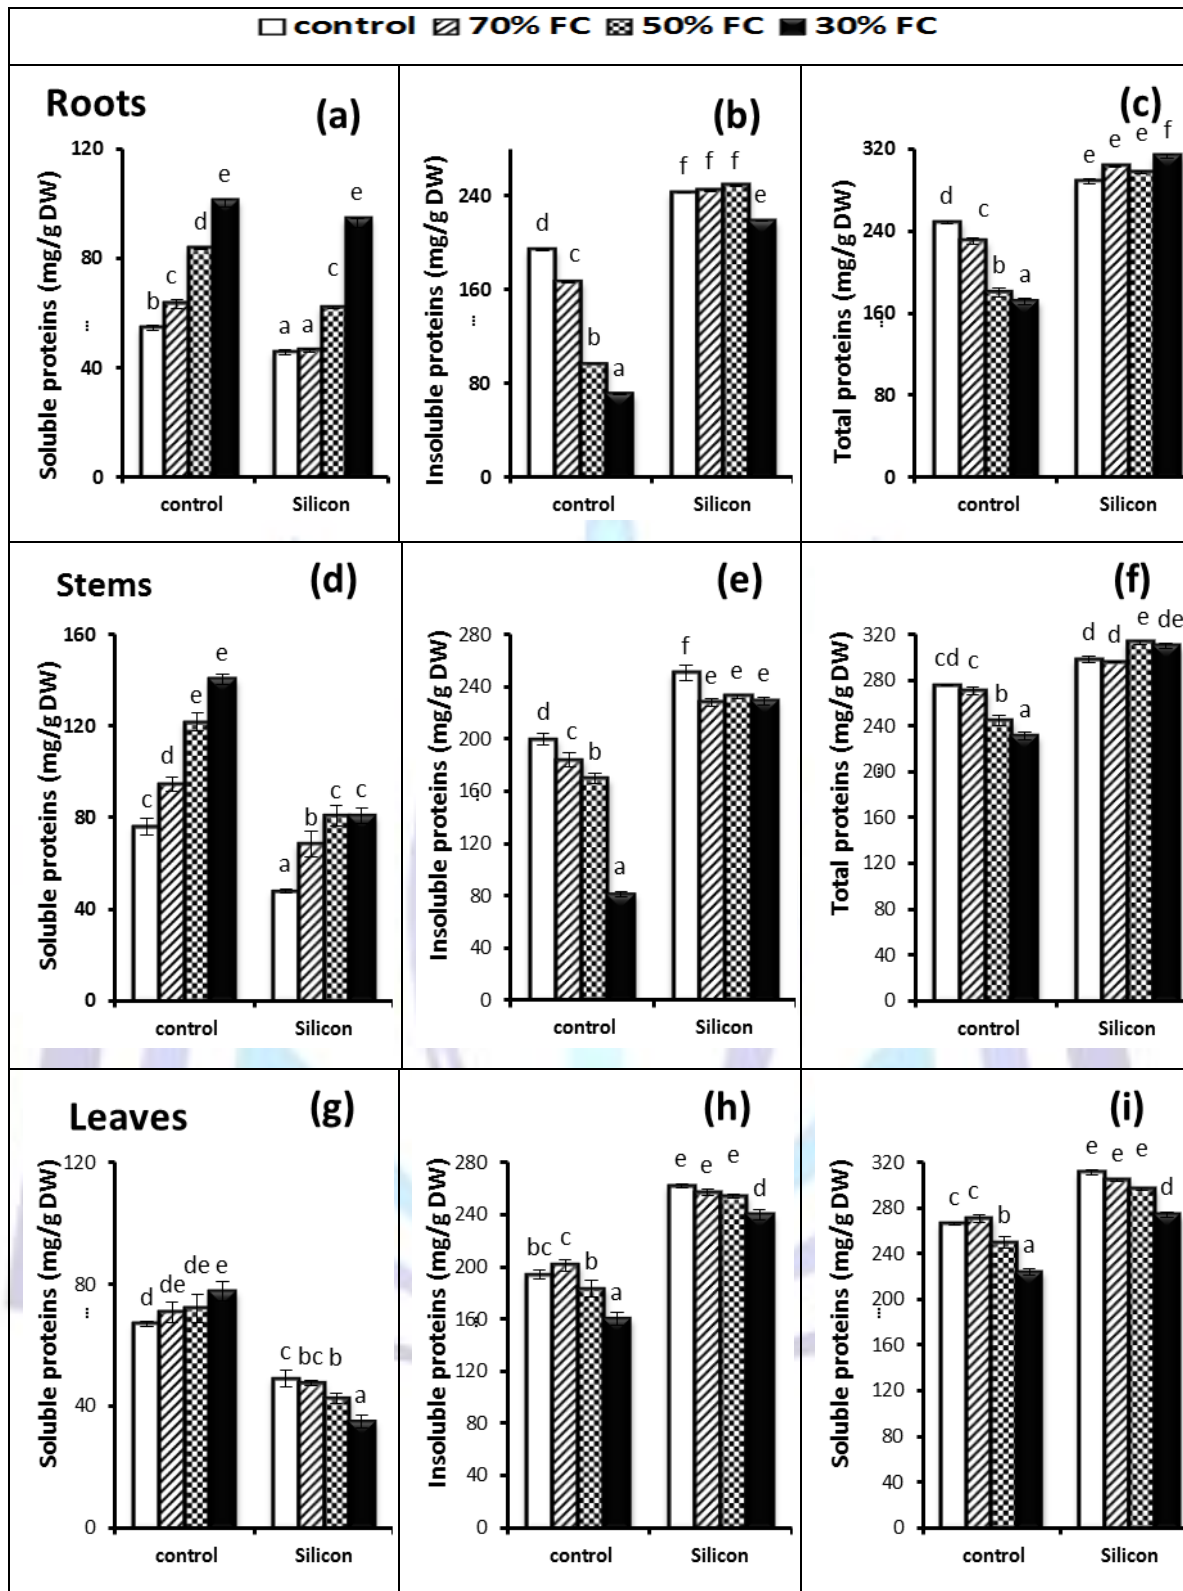 control 70% FC 50% FC 30% FC
Roots
(a)
Soluble proteins (mg/g DW)
...
120
80
40
0
b c d e a a c e
control Silicon
(b)
Insoluble proteins (mg/g DW)
...
240
160
80
0
d c b a f f f e
control Silicon
(c)
Total proteins (mg/g DW)
320
240
160
80
0
d c b a e e e f
control Silicon
Stems
(d)
Soluble proteins (mg/g DW)
160
120
80
40
0
c d e e a b c c
control Silicon
(e)
Insoluble proteins (mg/g DW)
280
240
200
160
120
80
40
0
d c b a f e e e
control Silicon
(f)
Total proteins (mg/g DW)
320
280
240
200
160
120
80
40
0
cd c b a d d e de
control Silicon
Leaves
(g)
Soluble proteins (mg/g DW)
...
120
80
40
0
d de de e c bc b a
control Silicon
(h)
Insoluble proteins (mg/g DW)
280
240
200
160
120
80
40
0
bc c b a e e e d
control Silicon
(i)
Soluble proteins (mg/g DW)
...
320
280
240
200
160
120
80
40
0
c c b a e e e d
control Silicon